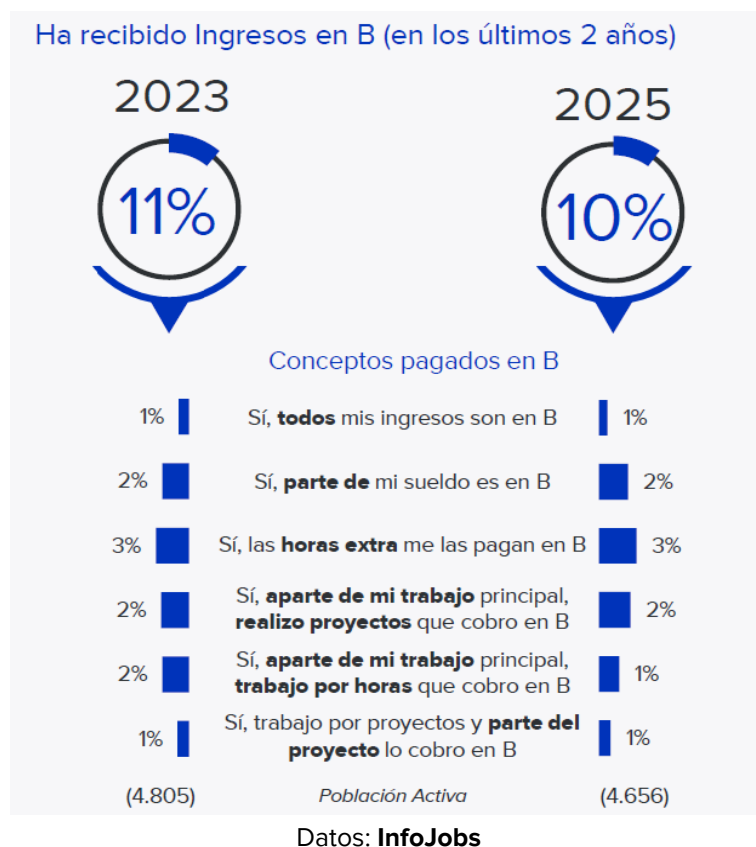 Ha recibido Ingresos en B (en los últimos 2 años)
2023
2025
11%
10%
Conceptos pagados en B
1% Sí, todos mis ingresos son en B 1%
2% Sí, parte de mi sueldo es en B 2%
3% Sí, las horas extra me las pagan en B 3%
Sí, aparte de mi trabajo principal,
2% realizo proyectos que cobro en B 2%
Sí, aparte de mi trabajo principal,
2% trabajo por horas que cobro en B 1%
Sí, trabajo por proyectos y parte del
1% proyecto lo cobro en B 1%
(4.805) Población Activa (4.656)
Datos: InfoJobs